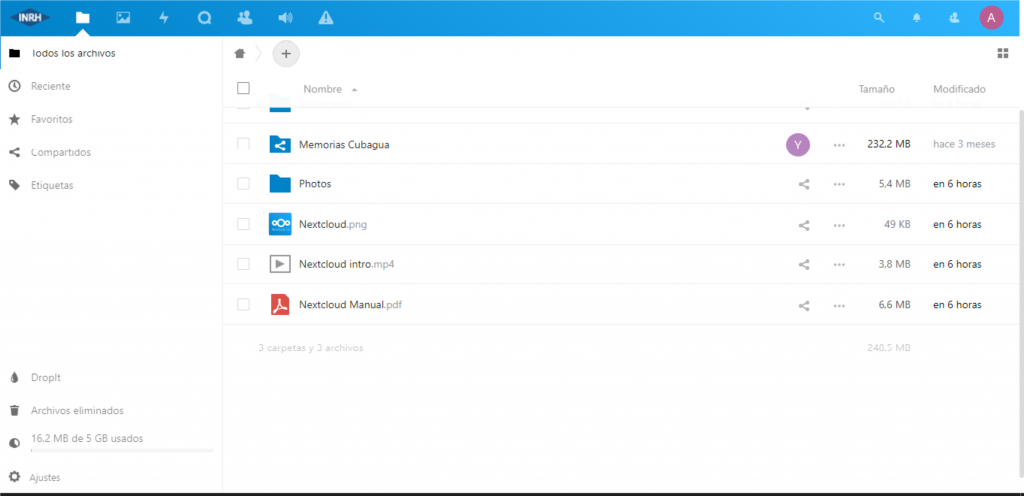 INRH
A
Todos los archivos
Reciente
Favoritos
Compartidos
Etiquetas
DropIt
Archivos eliminados
16.2 MB de 5 GB usados
Ajustes
+
Nombre Tamaño Modificado
Memorias Cubagua Y 232,2 MB hace 3 meses
Photos 5,4 MB en 6 horas
Nextcloud.png 49 KB en 6 horas
Nextcloud intro.mp4 3,8 MB en 6 horas
Nextcloud Manual.pdf 6,6 MB en 6 horas
3 carpetas y 3 archivos 248,5 MB